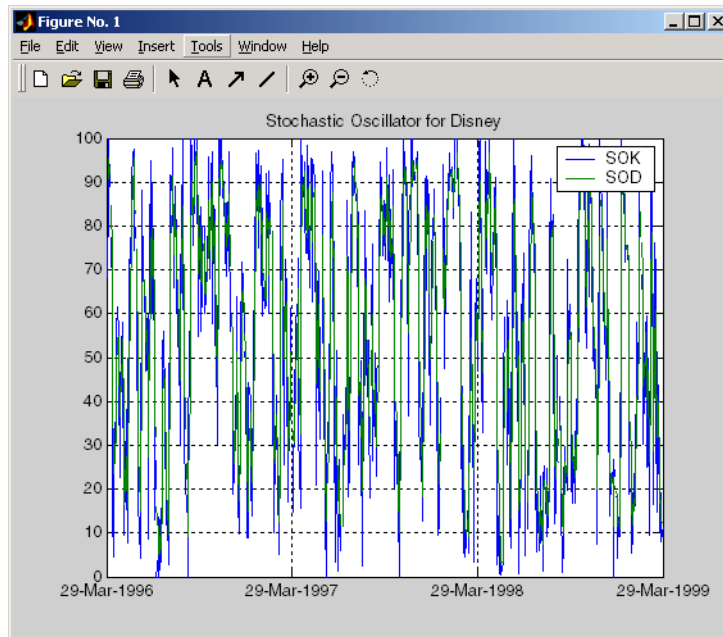 Figure No. 1
File Edit View Insert Tools Window Help
A
Stochastic Oscillator for Disney
SOK
SOD
100
90
80
70
60
50
40
30
20
10
0
29-Mar-1996 29-Mar-1997 29-Mar-1998 29-Mar-1999